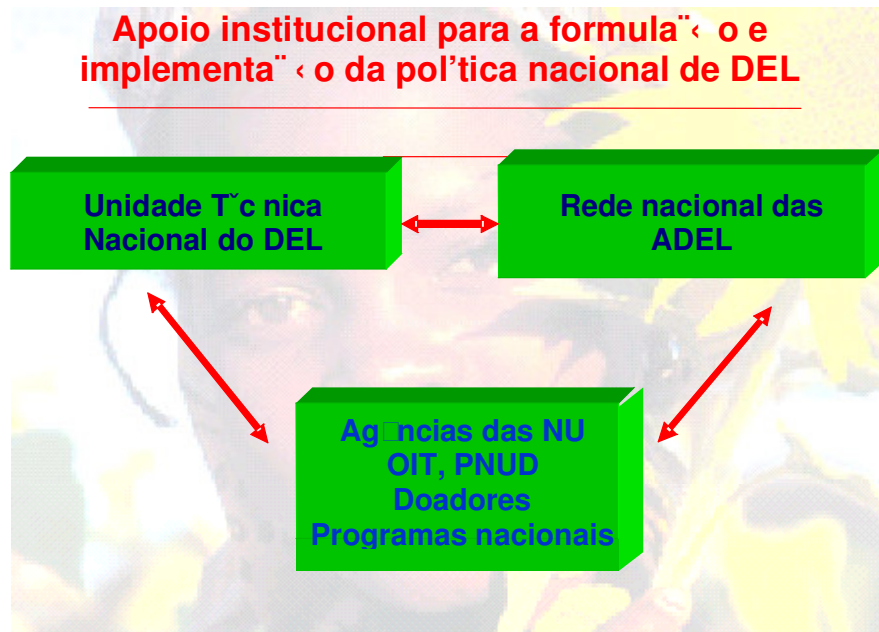 Apoio institucional para a formula¨‹ o e
implementa¨ ‹ o da pol’tica nacional de DEL
Unidade Tˇc nica
Nacional do DEL
Rede nacional das
ADEL
Ag□ncias das NU
OIT, PNUD
Doadores
Programas nacionais